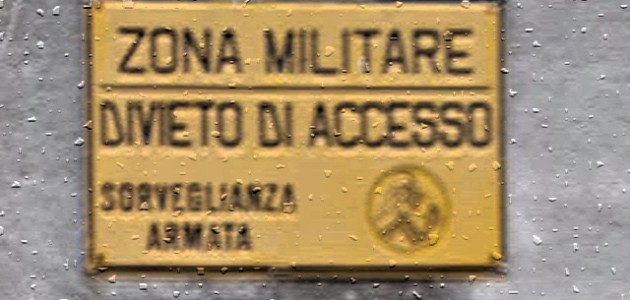 ZONA MILITARE
DIVIETO DI ACCESSO
SORVEGLIANZA
ARMATA